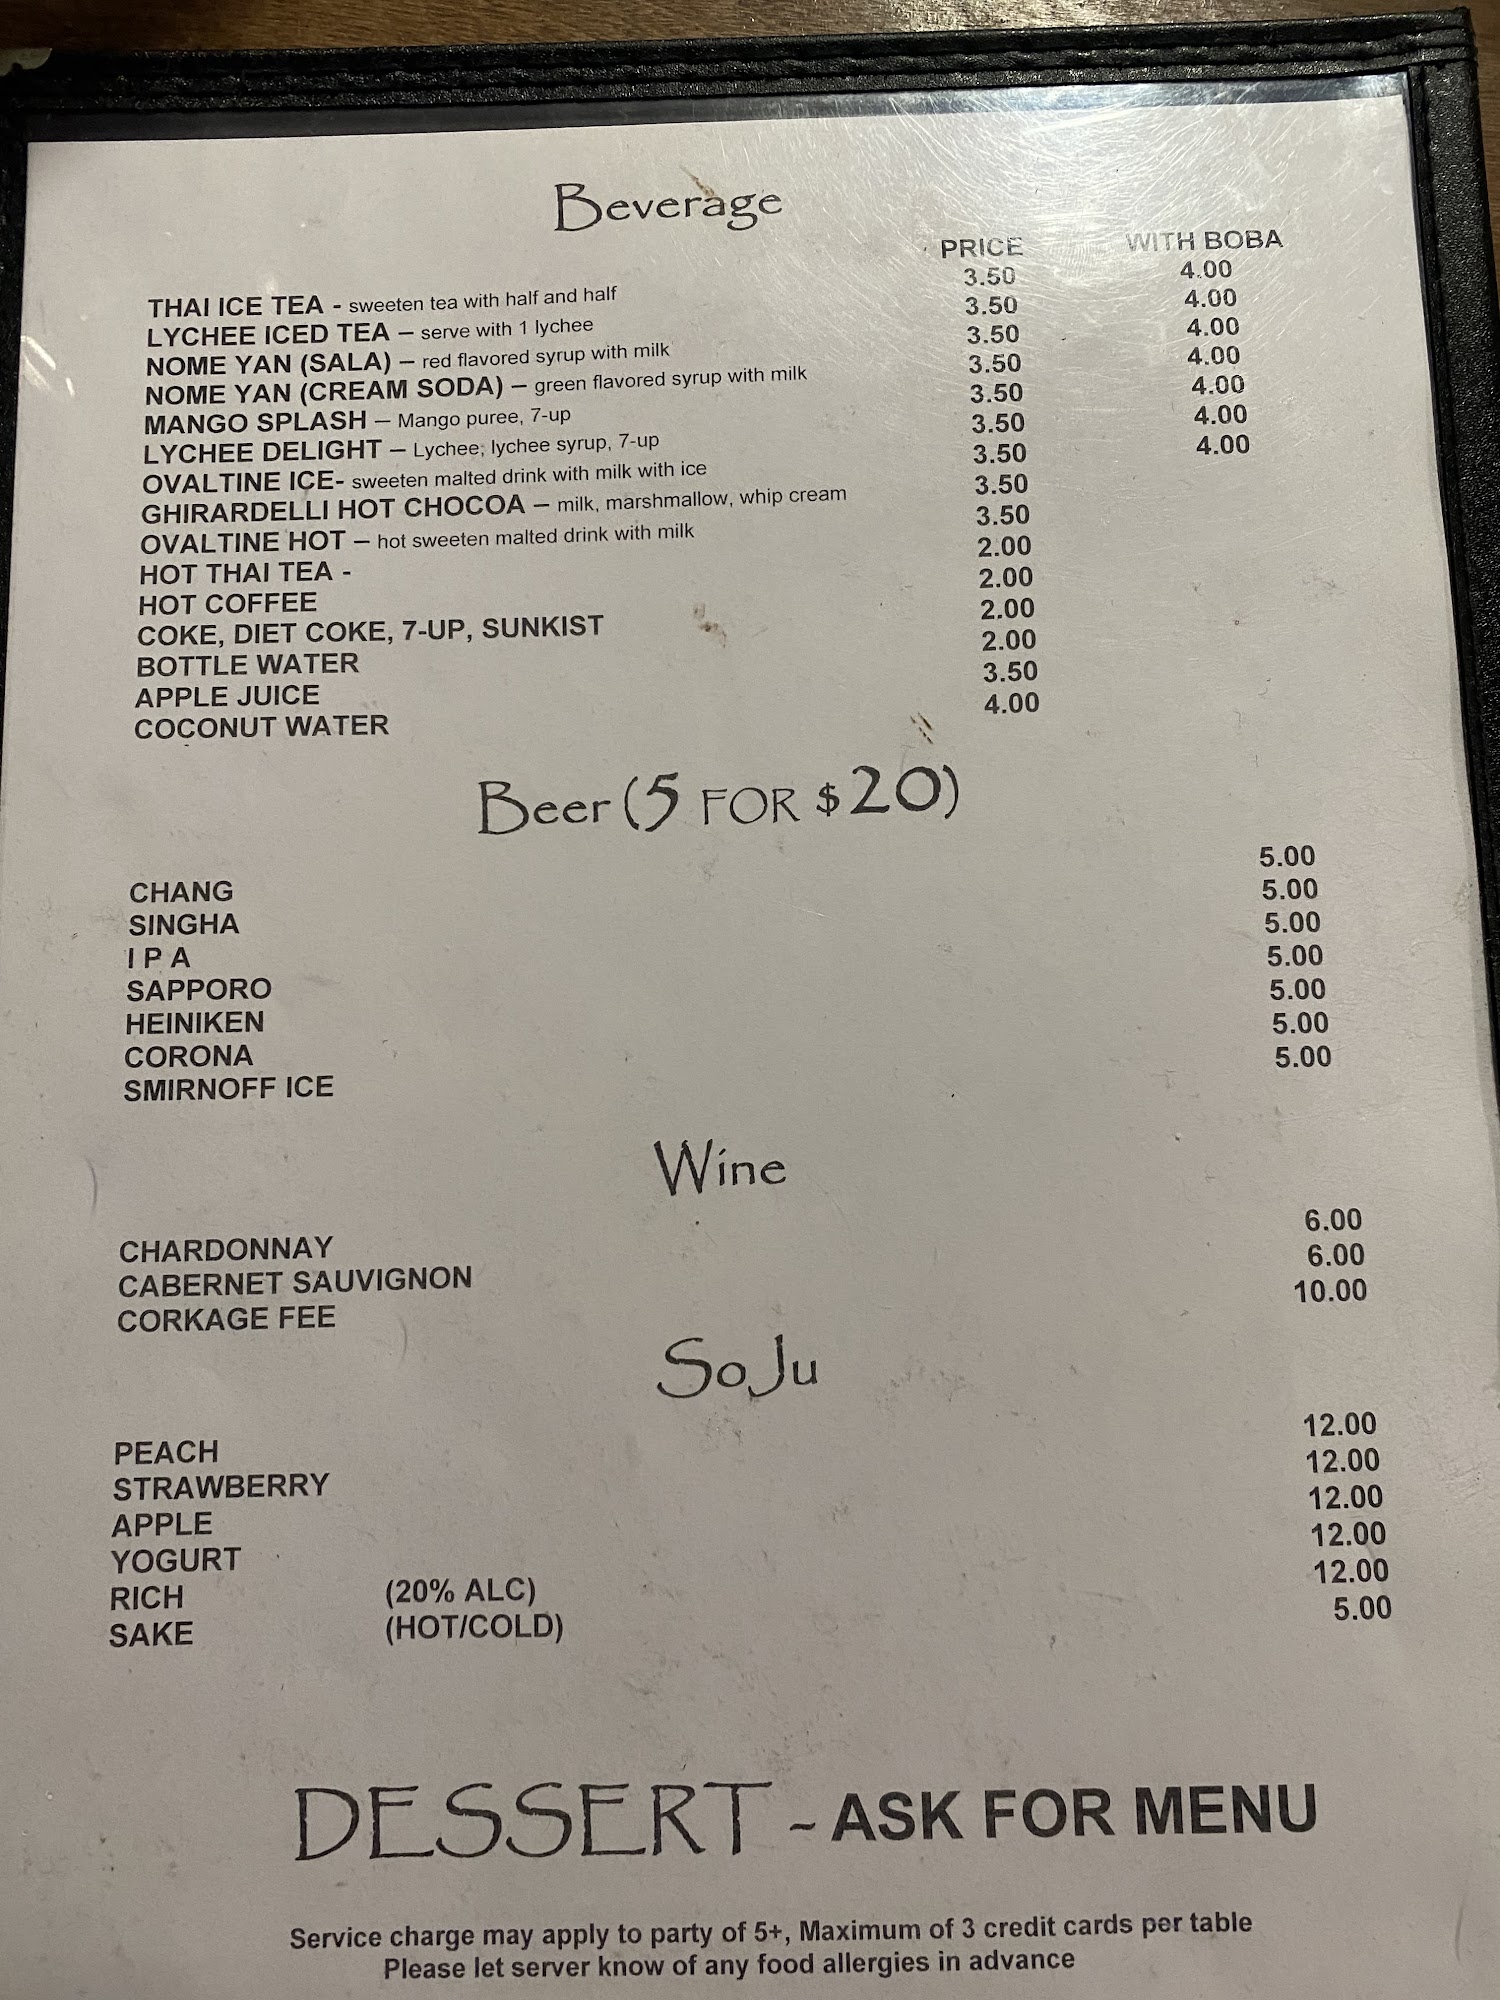 Beverage
PRICE WITH BOBA
THAI ICE TEA - sweeten tea with half and half 3.50 4.00
LYCHEE ICED TEA – serve with 1 lychee 3.50 4.00
NOME YAN (SALA) – red flavored syrup with milk 3.50 4.00
NOME YAN (CREAM SODA) – green flavored syrup with milk 3.50 4.00
MANGO SPLASH – Mango puree, 7-up 3.50 4.00
LYCHEE DELIGHT – Lychee, lychee syrup, 7-up 3.50 4.00
OVALTINE ICE- sweeten malted drink with milk with ice 3.50 4.00
GHIRARDELLI HOT CHOCOA – milk, marshmallow, whip cream 3.50
OVALTINE HOT – hot sweeten malted drink with milk 3.50
HOT THAI TEA - 2.00
HOT COFFEE 2.00
COKE, DIET COKE, 7-UP, SUNKIST 2.00
BOTTLE WATER 2.00
APPLE JUICE 3.50
COCONUT WATER 4.00
Beer (5 FOR $20)
CHANG 5.00
SINGHA 5.00
I P A 5.00
SAPPORO 5.00
HEINIKEN 5.00
CORONA 5.00
SMIRNOFF ICE 5.00
Wine
CHARDONNAY 6.00
CABERNET SAUVIGNON 6.00
CORKAGE FEE 10.00
SoJu
PEACH 12.00
STRAWBERRY 12.00
APPLE 12.00
YOGURT 12.00
RICH (20% ALC) 12.00
SAKE (HOT/COLD) 5.00
DESSERT ~ ASK FOR MENU
Service charge may apply to party of 5+, Maximum of 3 credit cards per table
Please let server know of any food allergies in advance